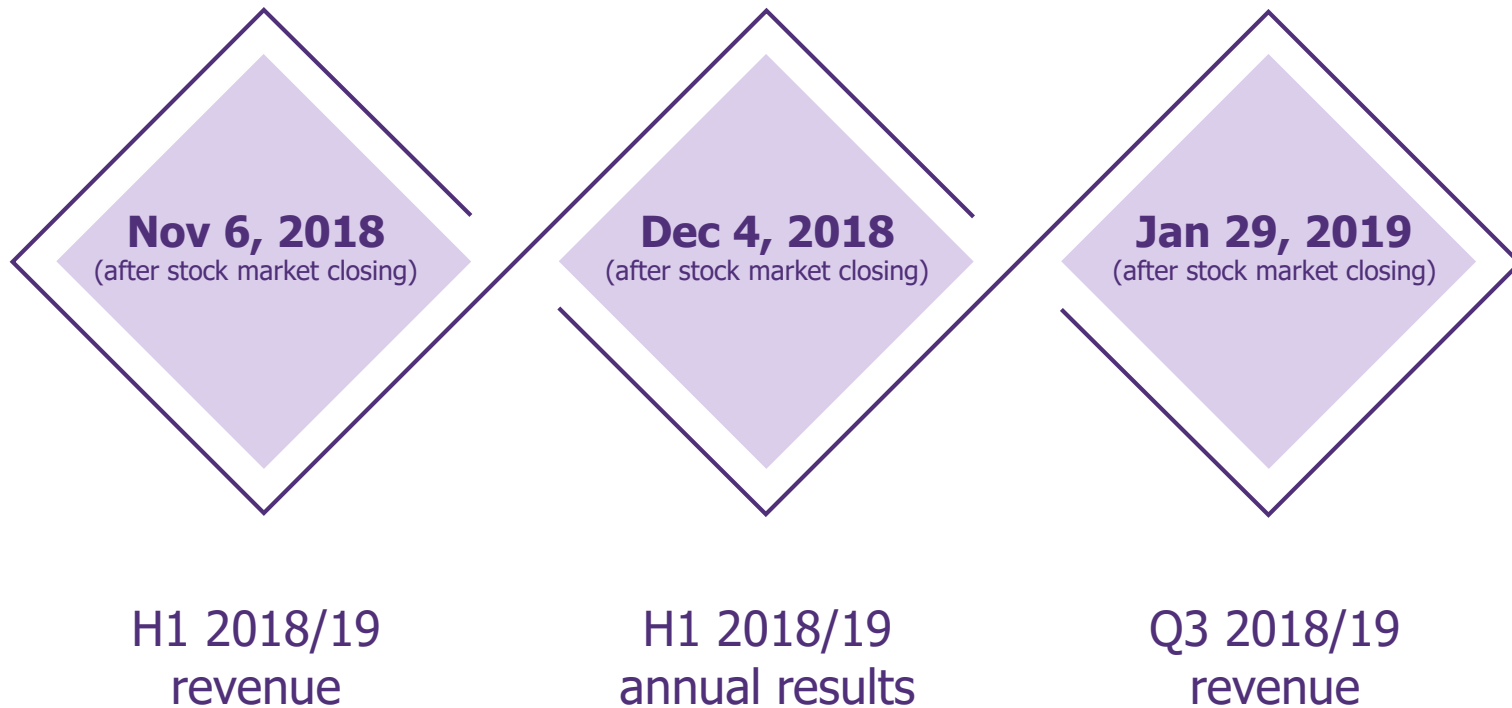 Nov 6, 2018
(after stock market closing)
H1 2018/19
revenue
Dec 4, 2018
(after stock market closing)
H1 2018/19
annual results
Jan 29, 2019
(after stock market closing)
Q3 2018/19
revenue